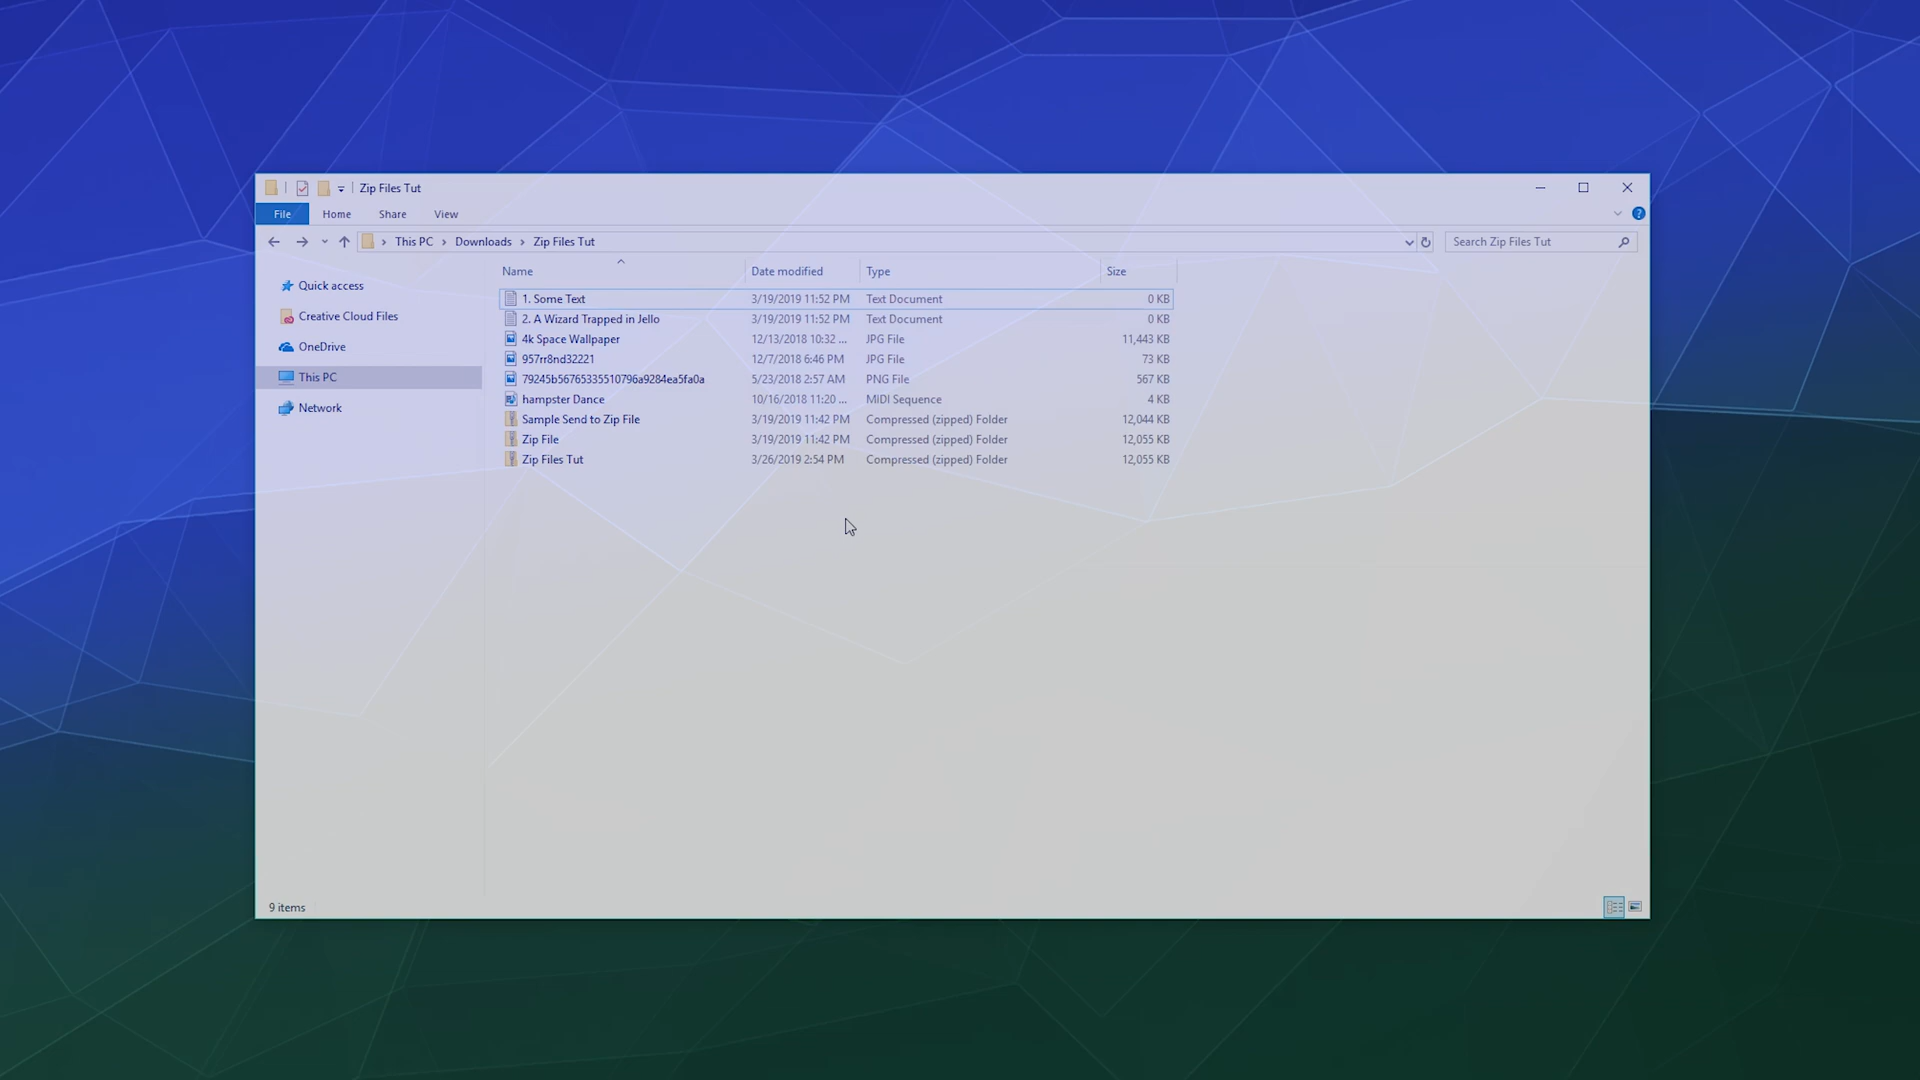 Zip Files Tut
File Home Share View
This PC Downloads Zip Files Tut Search Zip Files Tut
Name Date modified Type Size
Quick access
Creative Cloud Files
OneDrive
This PC
Network
1. Some Text 3/19/2019 11:52 PM Text Document 0 KB
2. A Wizard Trapped in Jello 3/19/2019 11:52 PM Text Document 0 KB
4k Space Wallpaper 12/13/2018 10:32 ... JPG File 11,443 KB
957rr8nd32221 12/7/2018 6:46 PM JPG File 73 KB
79245b56765335510796a9284ea5fa0a 5/23/2018 2:57 AM PNG File 567 KB
hampster Dance 10/16/2018 11:20 ... MIDI Sequence 4 KB
Sample Send to Zip File 3/19/2019 11:42 PM Compressed (zipped) Folder 12,044 KB
Zip File 3/19/2019 11:42 PM Compressed (zipped) Folder 12,055 KB
Zip Files Tut 3/26/2019 2:54 PM Compressed (zipped) Folder 12,055 KB
9 items